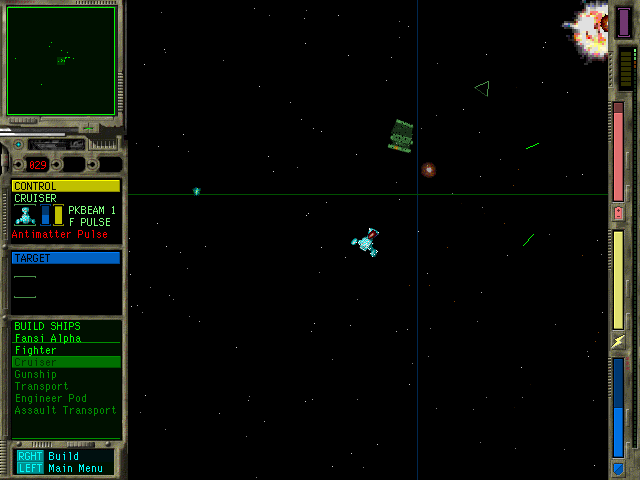 029
CONTROL
CRUISER
PKBEAM 1
F PULSE
Antimatter Pulse
TARGET
BUILD SHIPS
Fansi Alpha
Fighter
Cruiser
Gunship
Transport
Engineer Pod
Assault Transport
RGHT Build
LEFT Main Menu